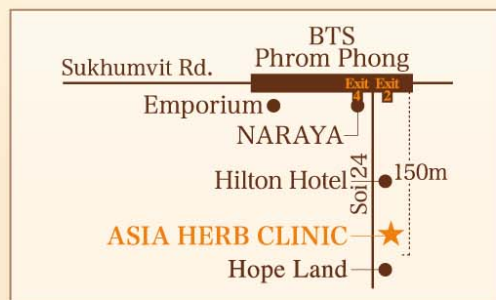 BTS
Phrom Phong
Sukhumvit Rd.
Exit 4
Exit 2
Emporium
NARAYA
Soi 24
Hilton Hotel
150m
ASIA HERB CLINIC
Hope Land